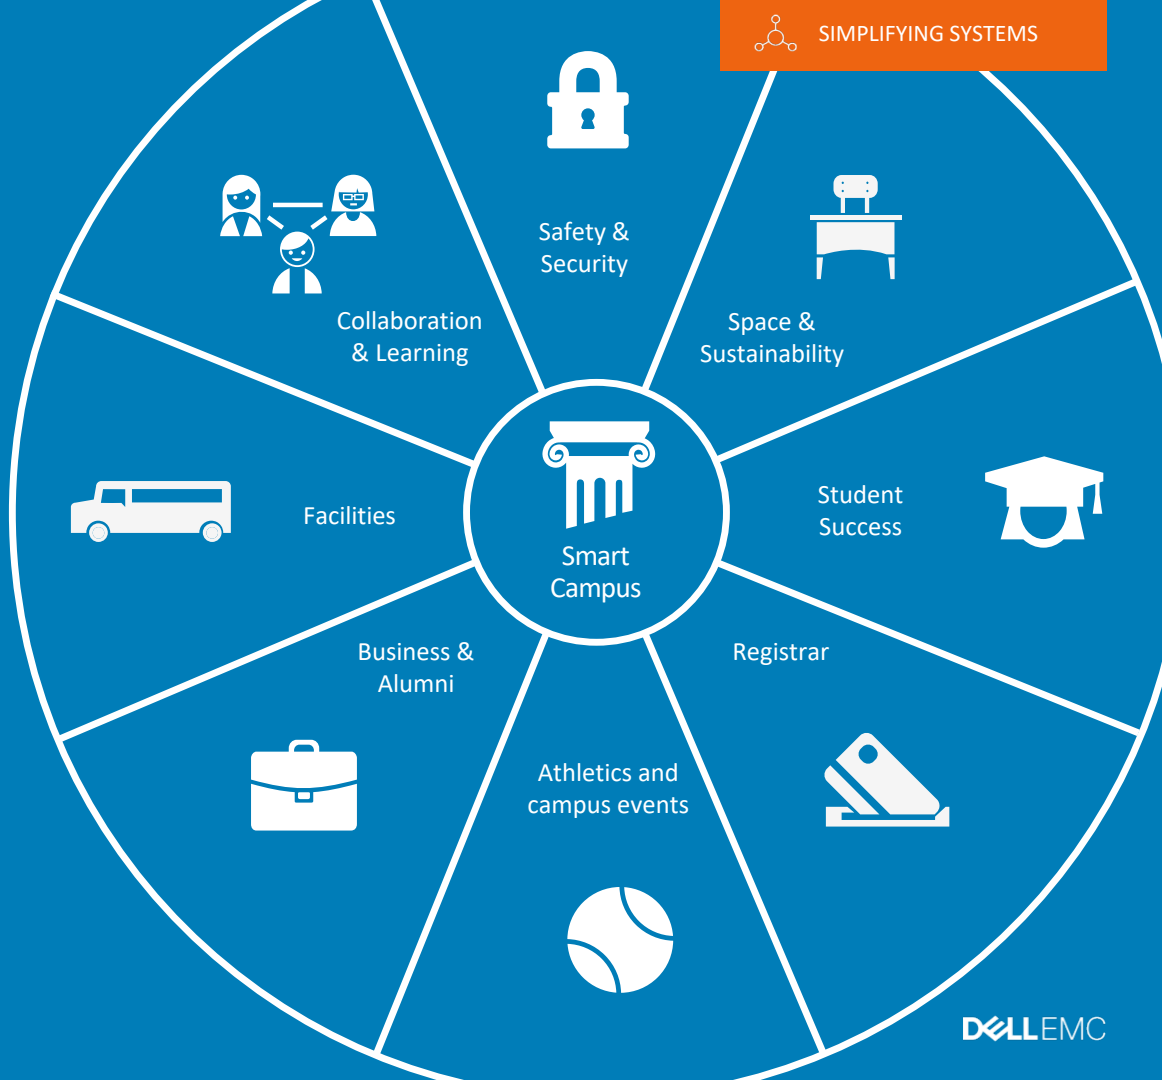 SIMPLIFYING SYSTEMS
Safety &
Security
Space &
Sustainability
Collaboration
& Learning
Student
Success
Facilities
Smart
Campus
Business &
Alumni
Registrar
Athletics and
campus events
DELLEMC